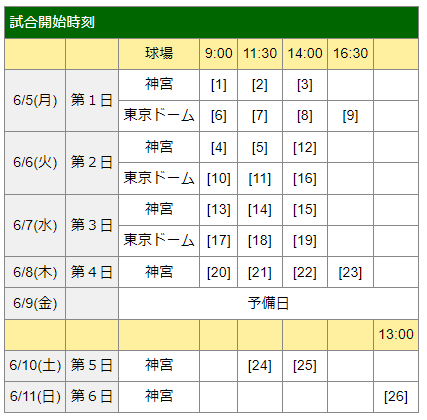 試合開始時刻
球場 9:00 11:30 14:00 16:30
6/5(月) 第1日 神宮 [1] [2] [3]
東京ドーム [6] [7] [8] [9]
6/6(火) 第2日 神宮 [4] [5] [12]
東京ドーム [10] [11] [16]
6/7(水) 第3日 神宮 [13] [14] [15]
東京ドーム [17] [18] [19]
6/8(木) 第4日 神宮 [20] [21] [22] [23]
6/9(金) 予備日
13:00
6/10(土) 第5日 神宮 [24] [25]
6/11(日) 第6日 神宮 [26]